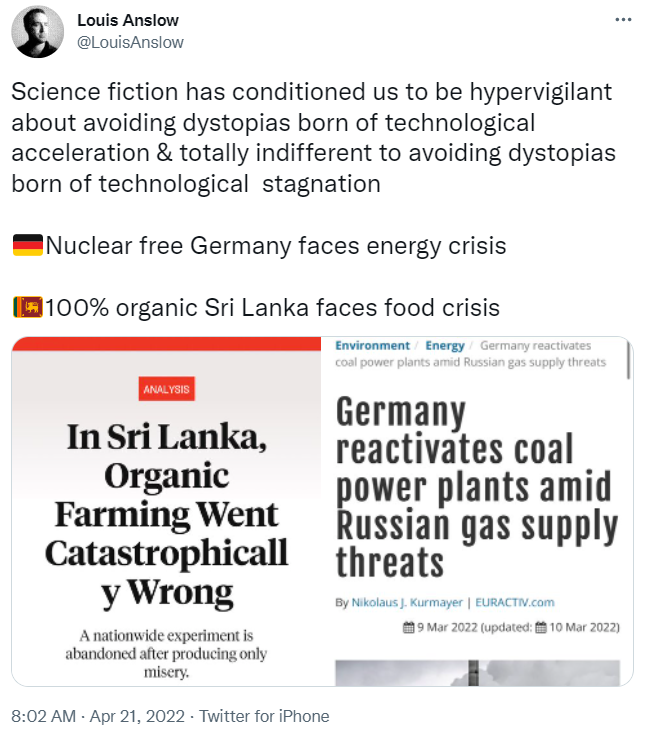 Louis Anslow
@LouisAnslow
Science fiction has conditioned us to be hypervigilant
about avoiding dystopias born of technological
acceleration & totally indifferent to avoiding dystopias
born of technological  stagnation
Nuclear free Germany faces energy crisis
100% organic Sri Lanka faces food crisis
ANALYSIS
In Sri Lanka,
Organic
Farming Went
Catastrophicall
y Wrong
A nationwide experiment is
abandoned after producing only
misery.
Environment / Energy / Germany reactivates
coal power plants amid Russian gas supply threats
Germany
reactivates coal
power plants amid
Russian gas supply
threats
By Nikolaus J. Kurmayer | EURACTIV.com
9 Mar 2022 (updated: 10 Mar 2022)
8:02 AM · Apr 21, 2022 · Twitter for iPhone